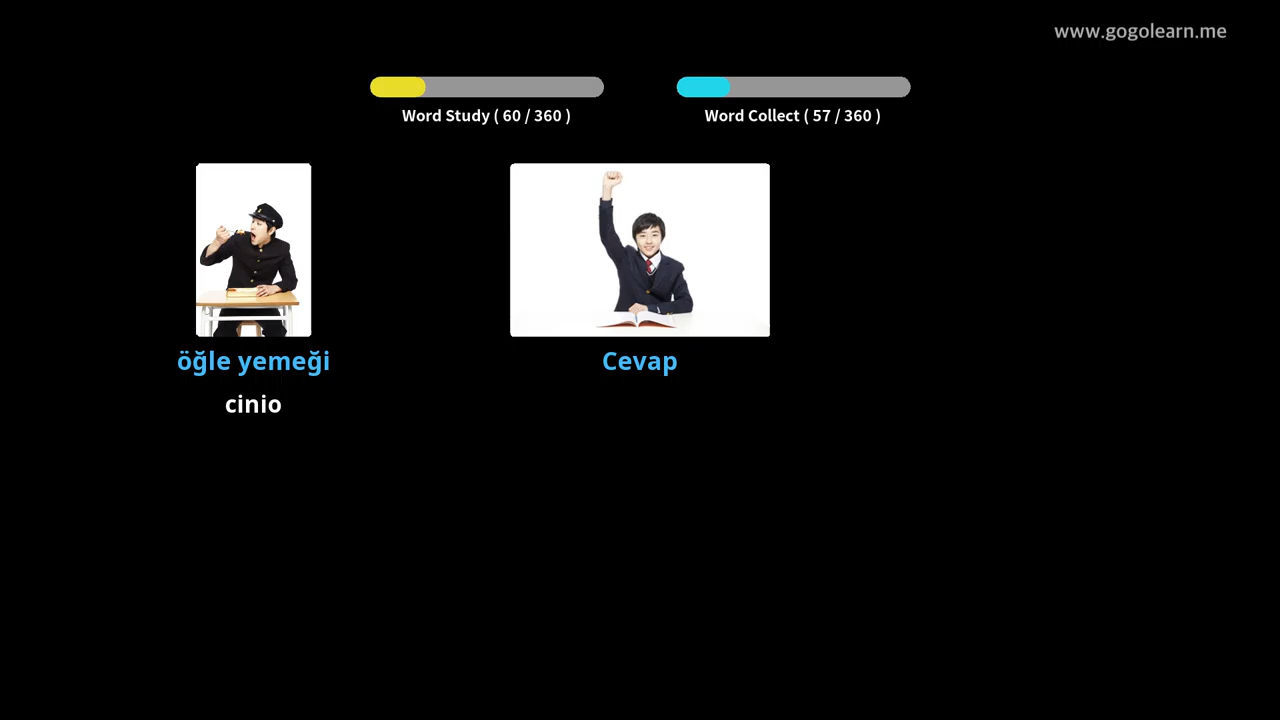 www.gogolearn.me
Word Study ( 60 / 360 )
Word Collect ( 57 / 360 )
öğle yemeği
Cevap
cinio